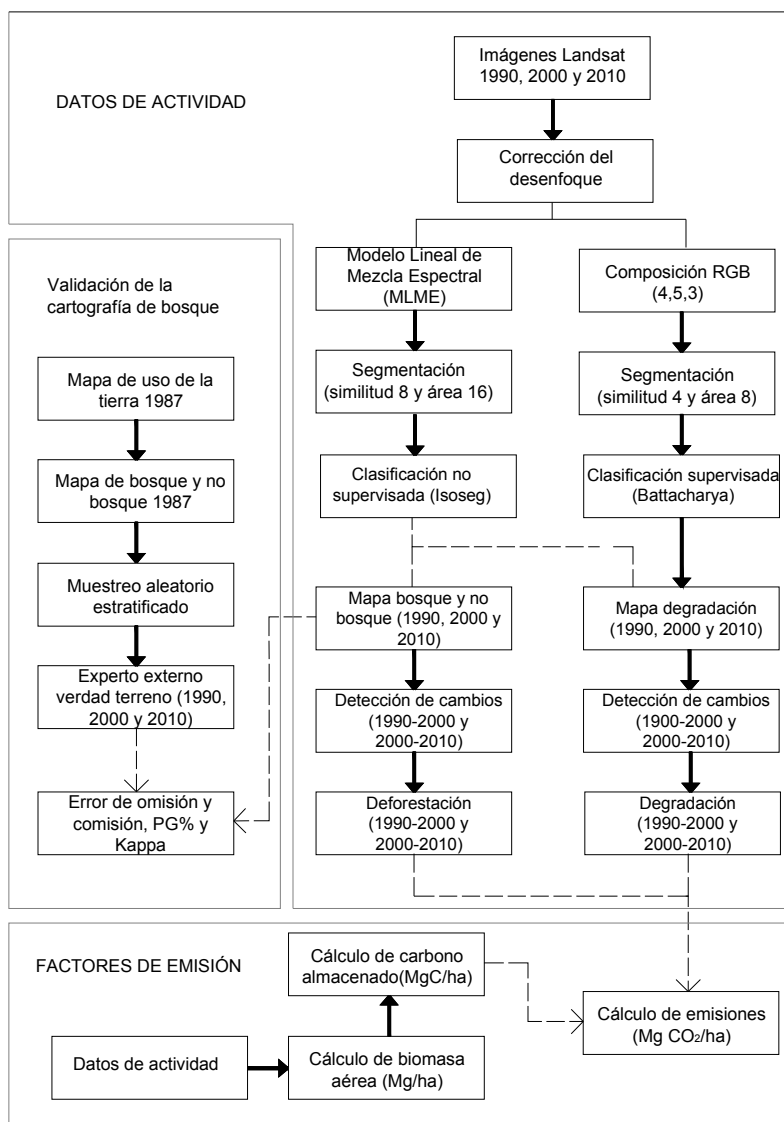 DATOS DE ACTIVIDAD
Imágenes Landsat
1990, 2000 y 2010
Corrección del
desenfoque
Modelo Lineal de
Mezcla Espectral
(MLME)
Segmentación
(similitud 8 y área 16)
Clasificación no
supervisada (Isoseg)
Mapa bosque y no
bosque (1990, 2000 y
2010)
Detección de cambios
(1990-2000 y
2000-2010)
Deforestación
(1990-2000 y
2000-2010)
Composición RGB
(4,5,3)
Segmentación
(similitud 4 y área 8)
Clasificación supervisada
(Battacharya)
Mapa degradación
(1990, 2000 y 2010)
Detección de cambios
(1900-2000 y
2000-2010)
Degradación
(1990-2000 y
2000-2010)
Validación de la
cartografía de bosque
Mapa de uso de la
tierra 1987
Mapa de bosque y no
bosque 1987
Muestreo aleatorio
estratificado
Experto externo
verdad terreno (1990,
2000 y 2010)
Error de omisión y
comisión, PG% y
Kappa
FACTORES DE EMISIÓN
Datos de actividad
Cálculo de biomasa
aérea (Mg/ha)
Cálculo de carbono
almacenado(MgC/ha)
Cálculo de emisiones
(Mg CO₂/ha)